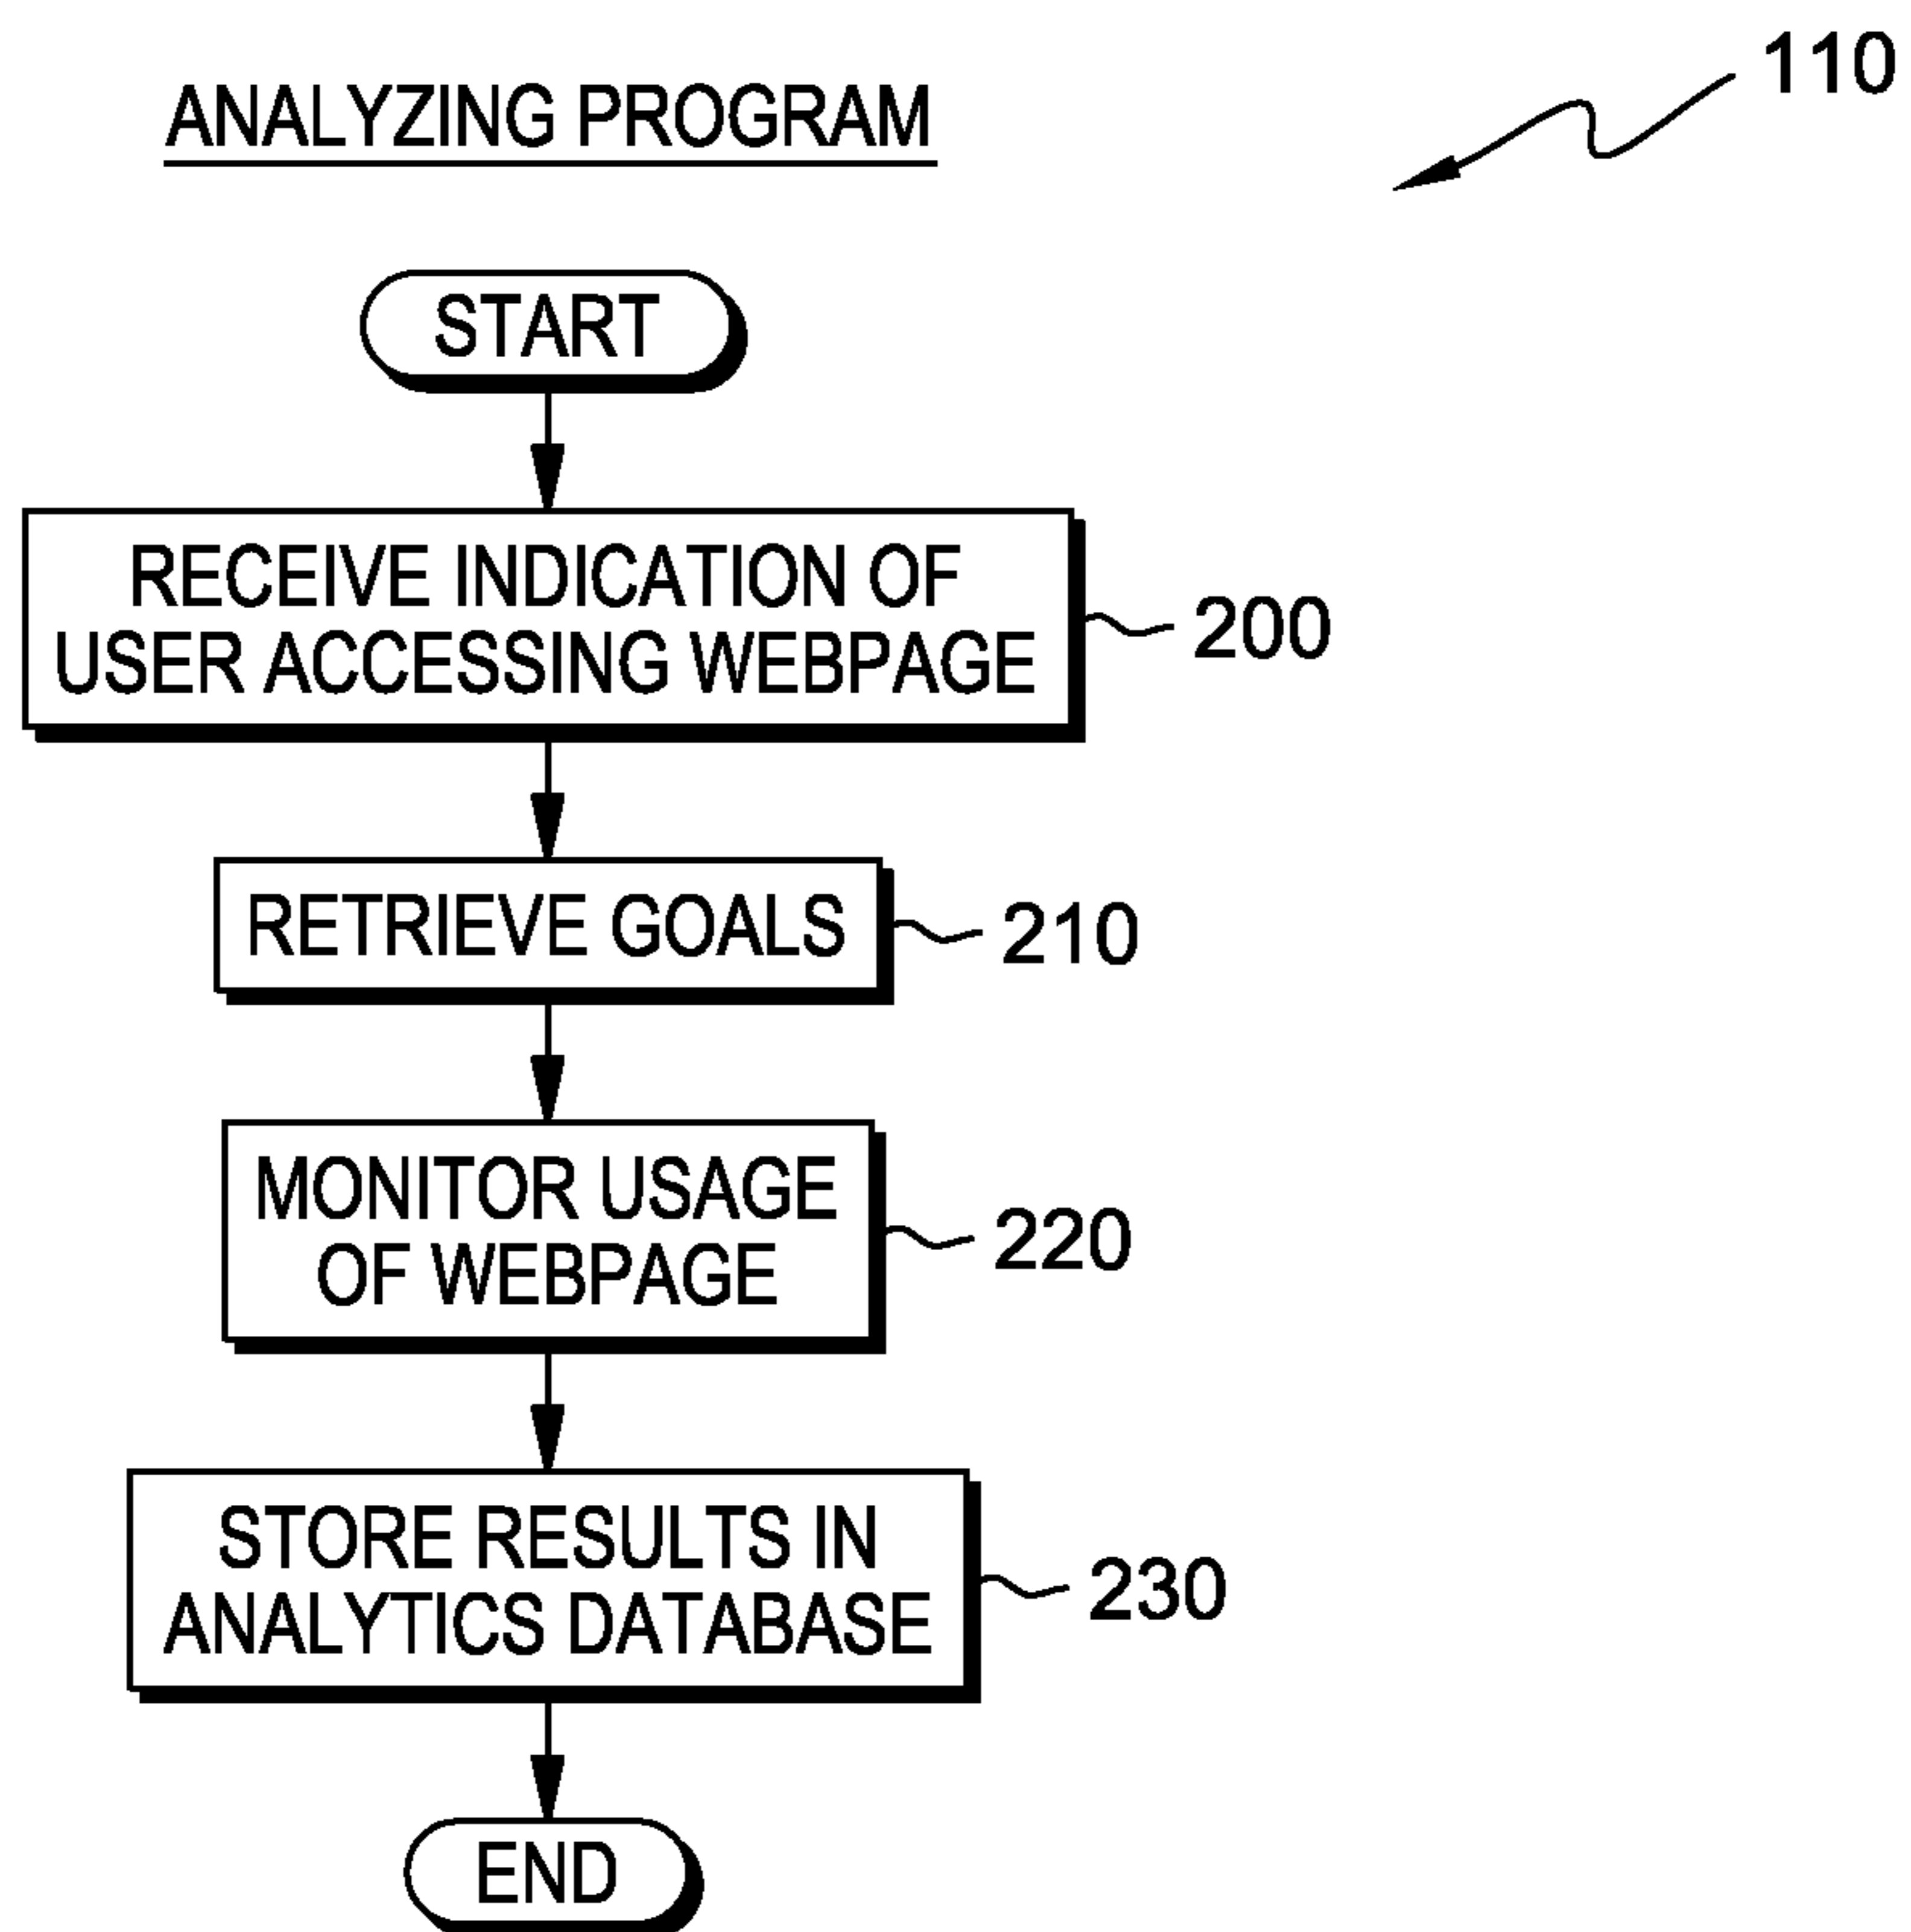 ANALYZING PROGRAM
110
START
RECEIVE INDICATION OF
USER ACCESSING WEBPAGE
200
RETRIEVE GOALS
210
MONITOR USAGE
OF WEBPAGE
220
STORE RESULTS IN
ANALYTICS DATABASE
230
END